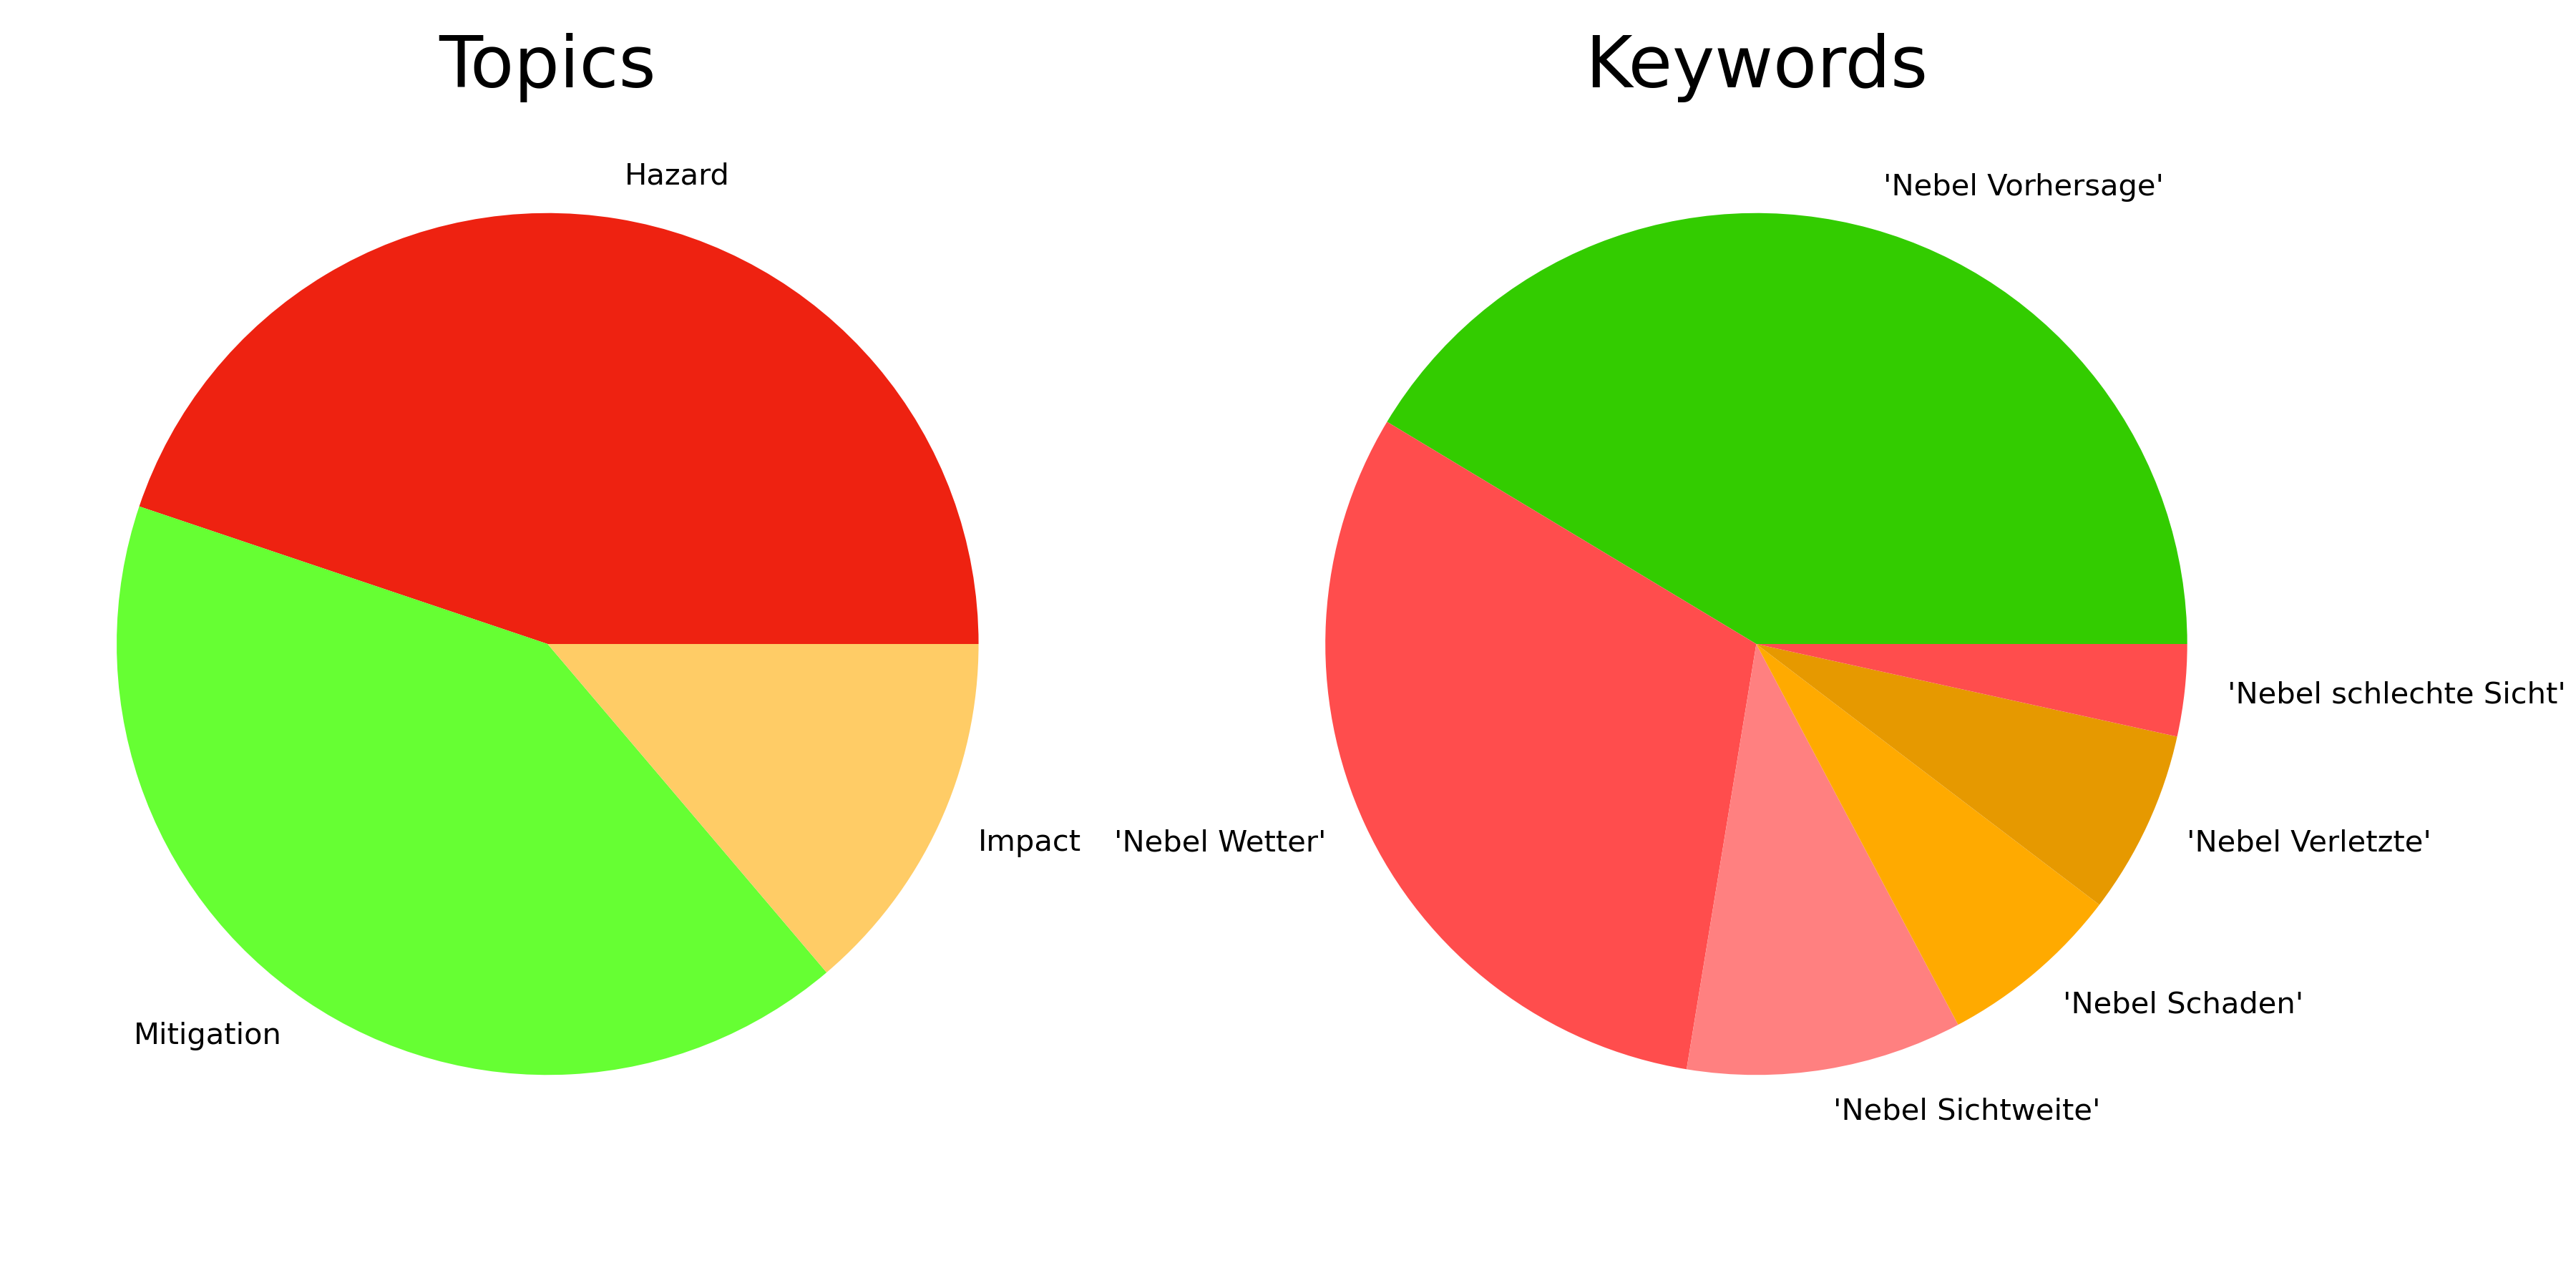 Topics
Hazard
Mitigation
Impact
Keywords
'Nebel Vorhersage'
'Nebel Wetter'
'Nebel Sichtweite'
'Nebel Schaden'
'Nebel Verletzte'
'Nebel schlechte Sicht'